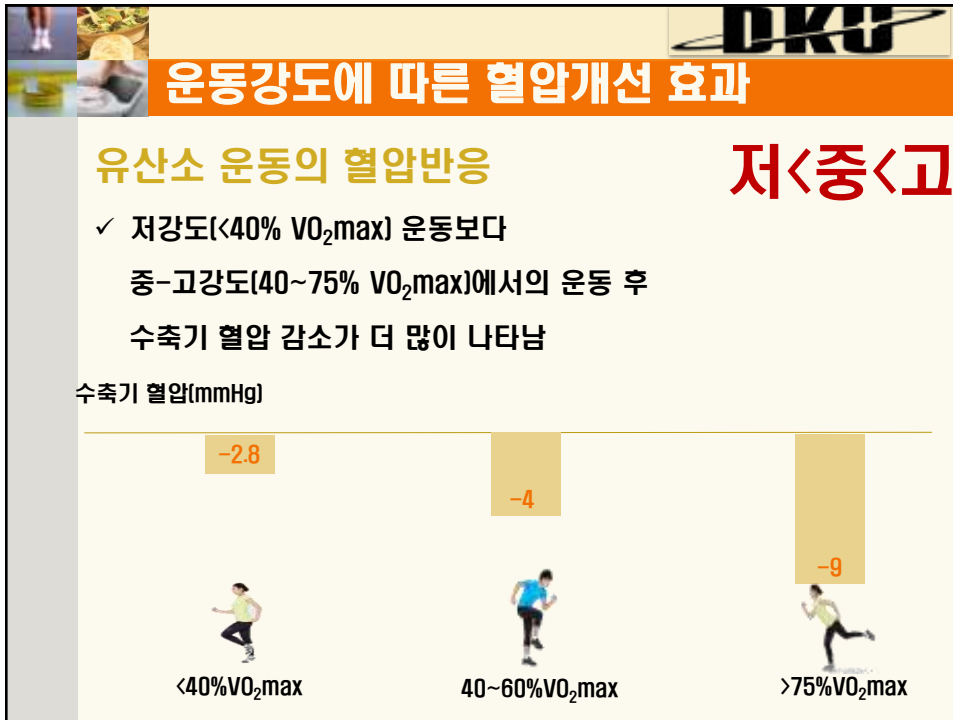 DKU
운동강도에 따른 혈압개선 효과
유산소 운동의 혈압반응
저<중<고
✓ 저강도(<40% VO₂max) 운동보다
중-고강도(40~75% VO₂max)에서의 운동 후
수축기 혈압 감소가 더 많이 나타남
수축기 혈압(mmHg)
-2.8
-4
-9
<40%VO₂max
40~60%VO₂max
>75%VO₂max